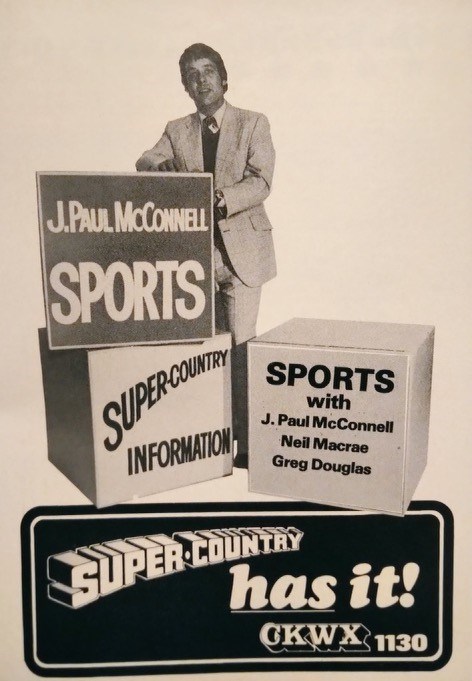 J. PAUL MCCONNELL
SPORTS
SUPER-COUNTRY
INFORMATION
SPORTS
with
J. Paul McConnell
Neil Macrae
Greg Douglas
SUPER·COUNTRY
has it!
CKWX 1130